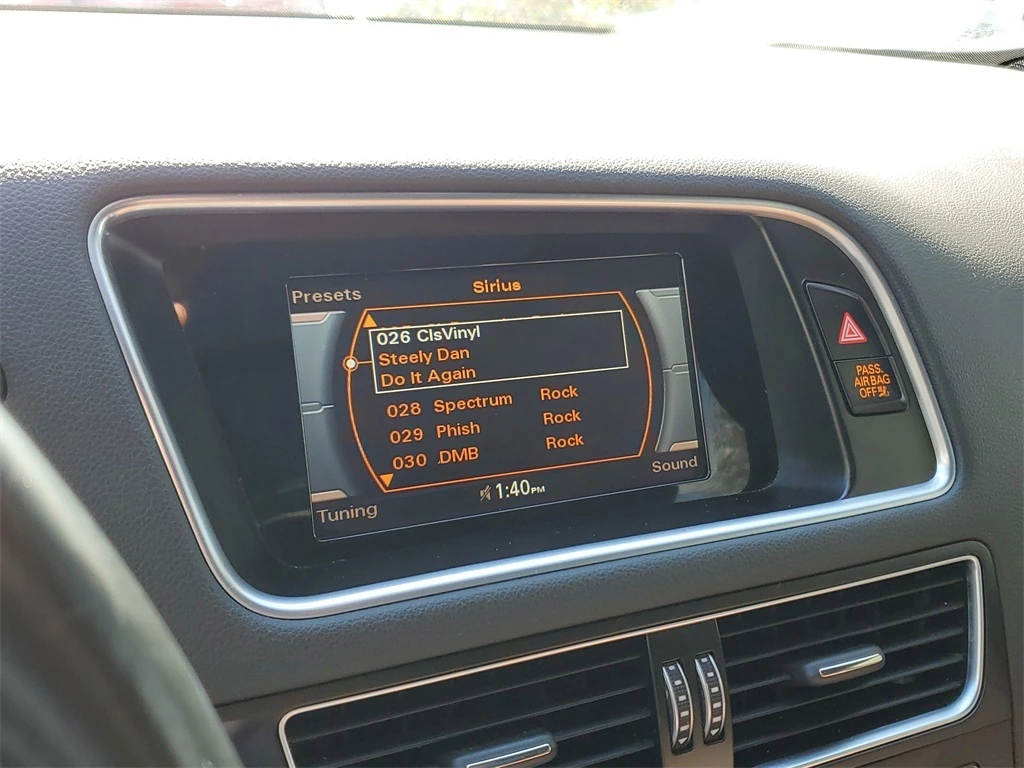 Sirius
Presets
026 ClsVinyl
Steely Dan
Do It Again
028 Spectrum Rock
029 Phish Rock
030 .DMB Rock
Tuning
1:40PM
Sound
PASS.
AIR BAG
OFF